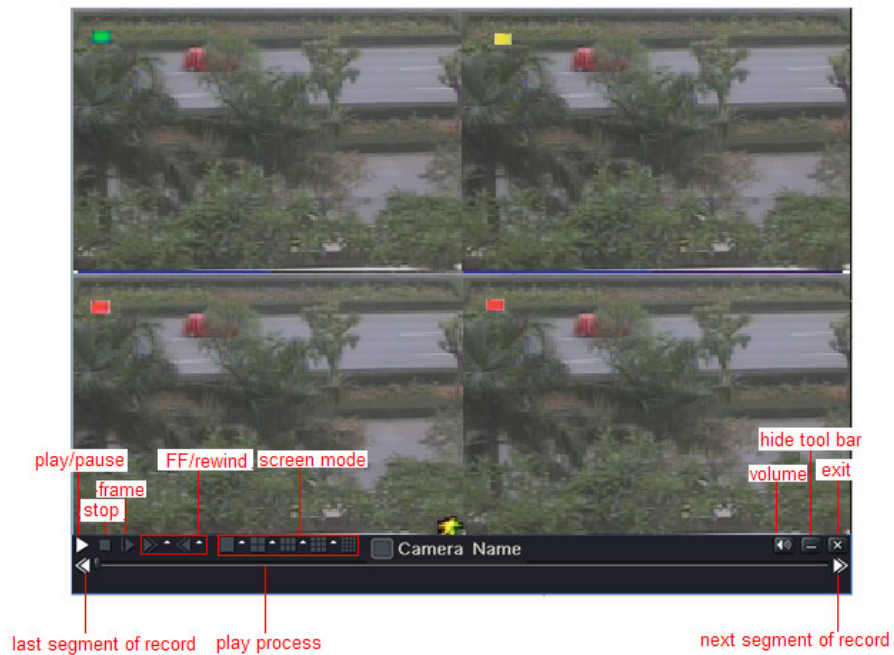 hide tool bar
play/pause
FF/rewind
screen mode
volume
exit
frame
stop
Camera Name
last segment of record
play process
next segment of record